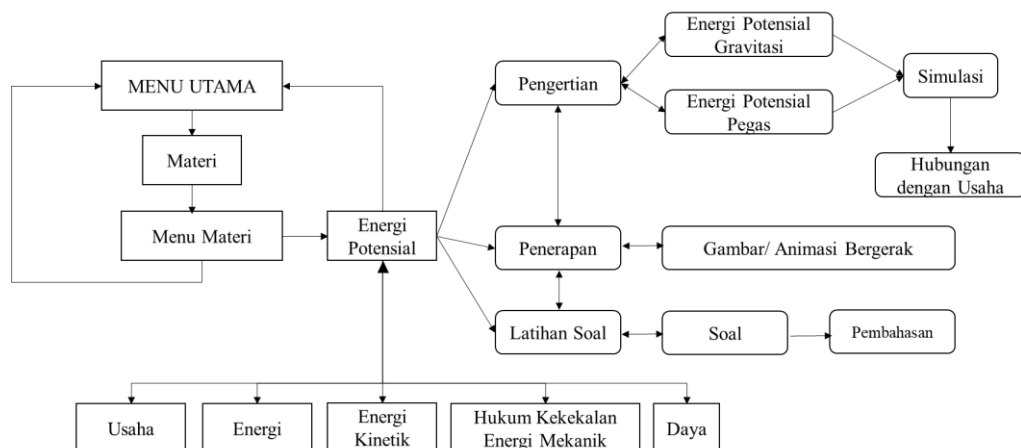 Energi Potensial
Gravitasi
MENU UTAMA
Pengertian
Simulasi
Energi Potensial
Pegas
Materi
Hubungan
dengan Usaha
Menu Materi
Energi
Potensial
Penerapan
Gambar/ Animasi Bergerak
Latihan Soal
Soal
Pembahasan
Usaha
Energi
Energi
Kinetik
Hukum Kekekalan
Energi Mekanik
Daya